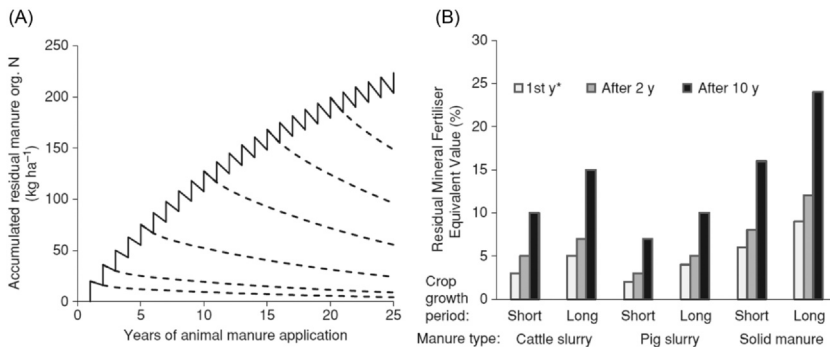 (A)
Accumulated residual manure org. N
(kg ha⁻¹)
250
200
150
100
50
0
0 5 10 15 20 25
Years of animal manure application
(B)
Residual Mineral Fertiliser
Equivalent Value (%)
30
25
20
15
10
5
0
1st y* After 2 y After 10 y
Crop
growth
period: Short Long Short Long Short Long
Manure type: Cattle slurry Pig slurry Solid manure